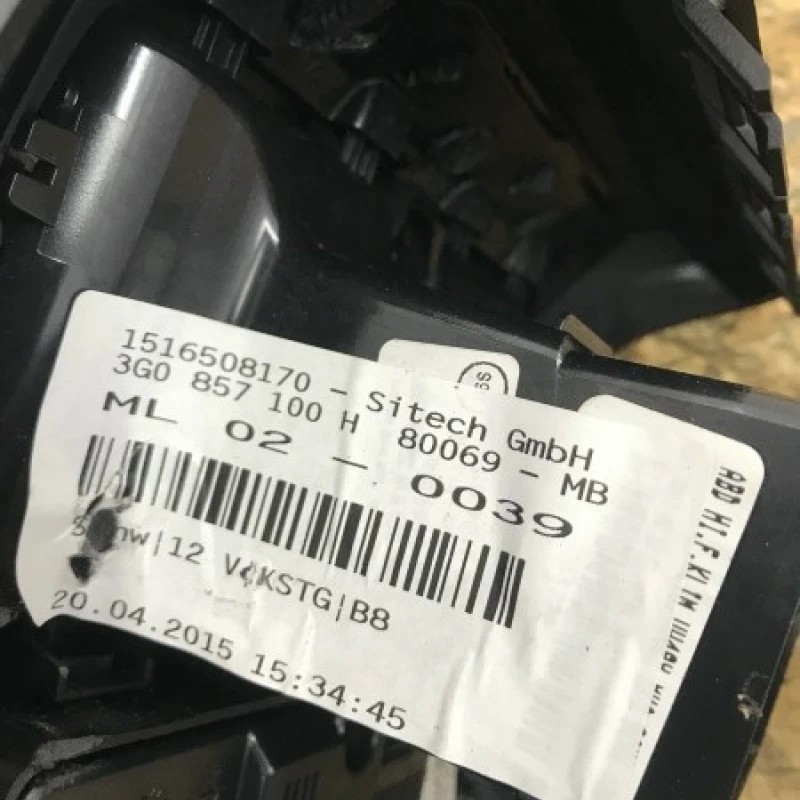 1516508170 - Sitech GmbH
3G0 857 100 H 80069 - MB
ML 02 - 0039
12 V KSTG|B8
20.04.2015 15:34:45